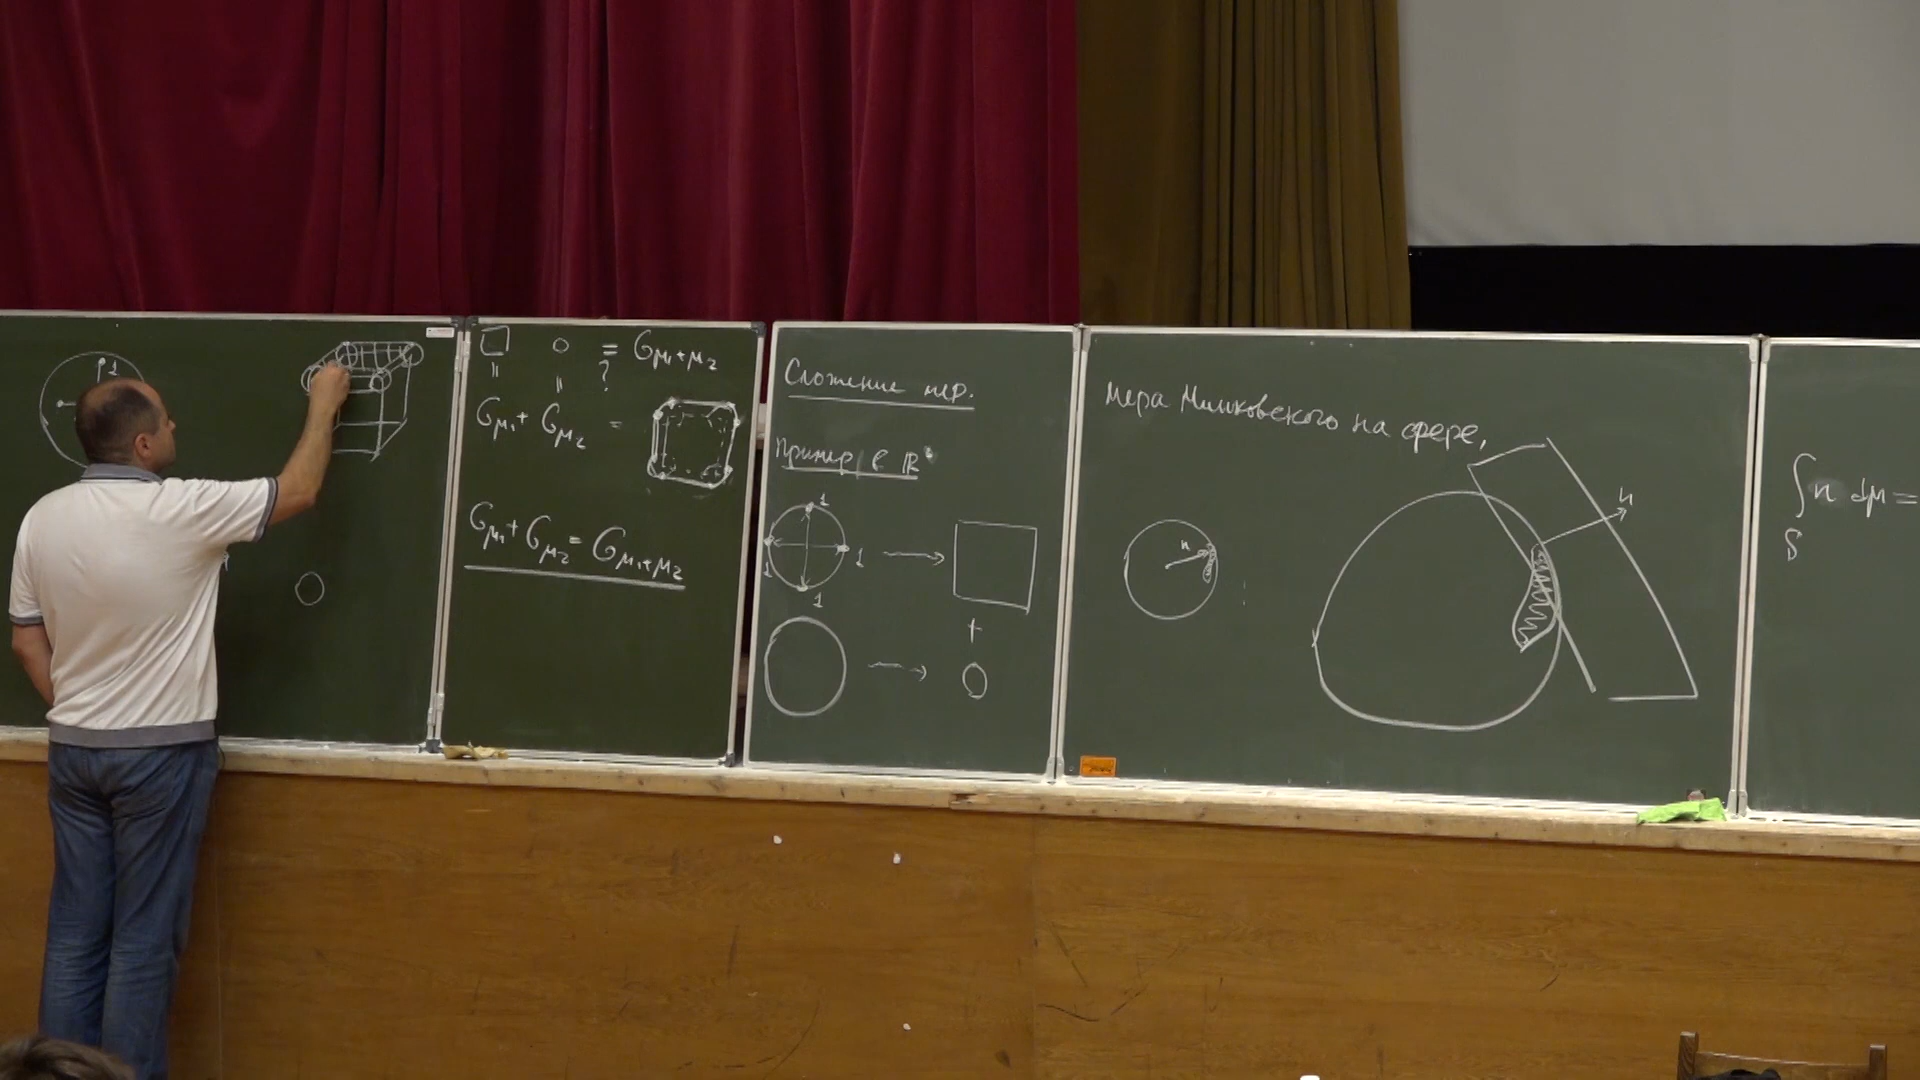 1
= G_{μ₁+μ₂}
?
G_{μ₁} + G_{μ₂} =
G_{μ₁} + G_{μ₂} = G_{μ₁+μ₂}
Сложение мер.
Пример в ℝ²
1
1
1
1
+
Мера Минковского на сфере,
n
n
∫ n dμ =
S